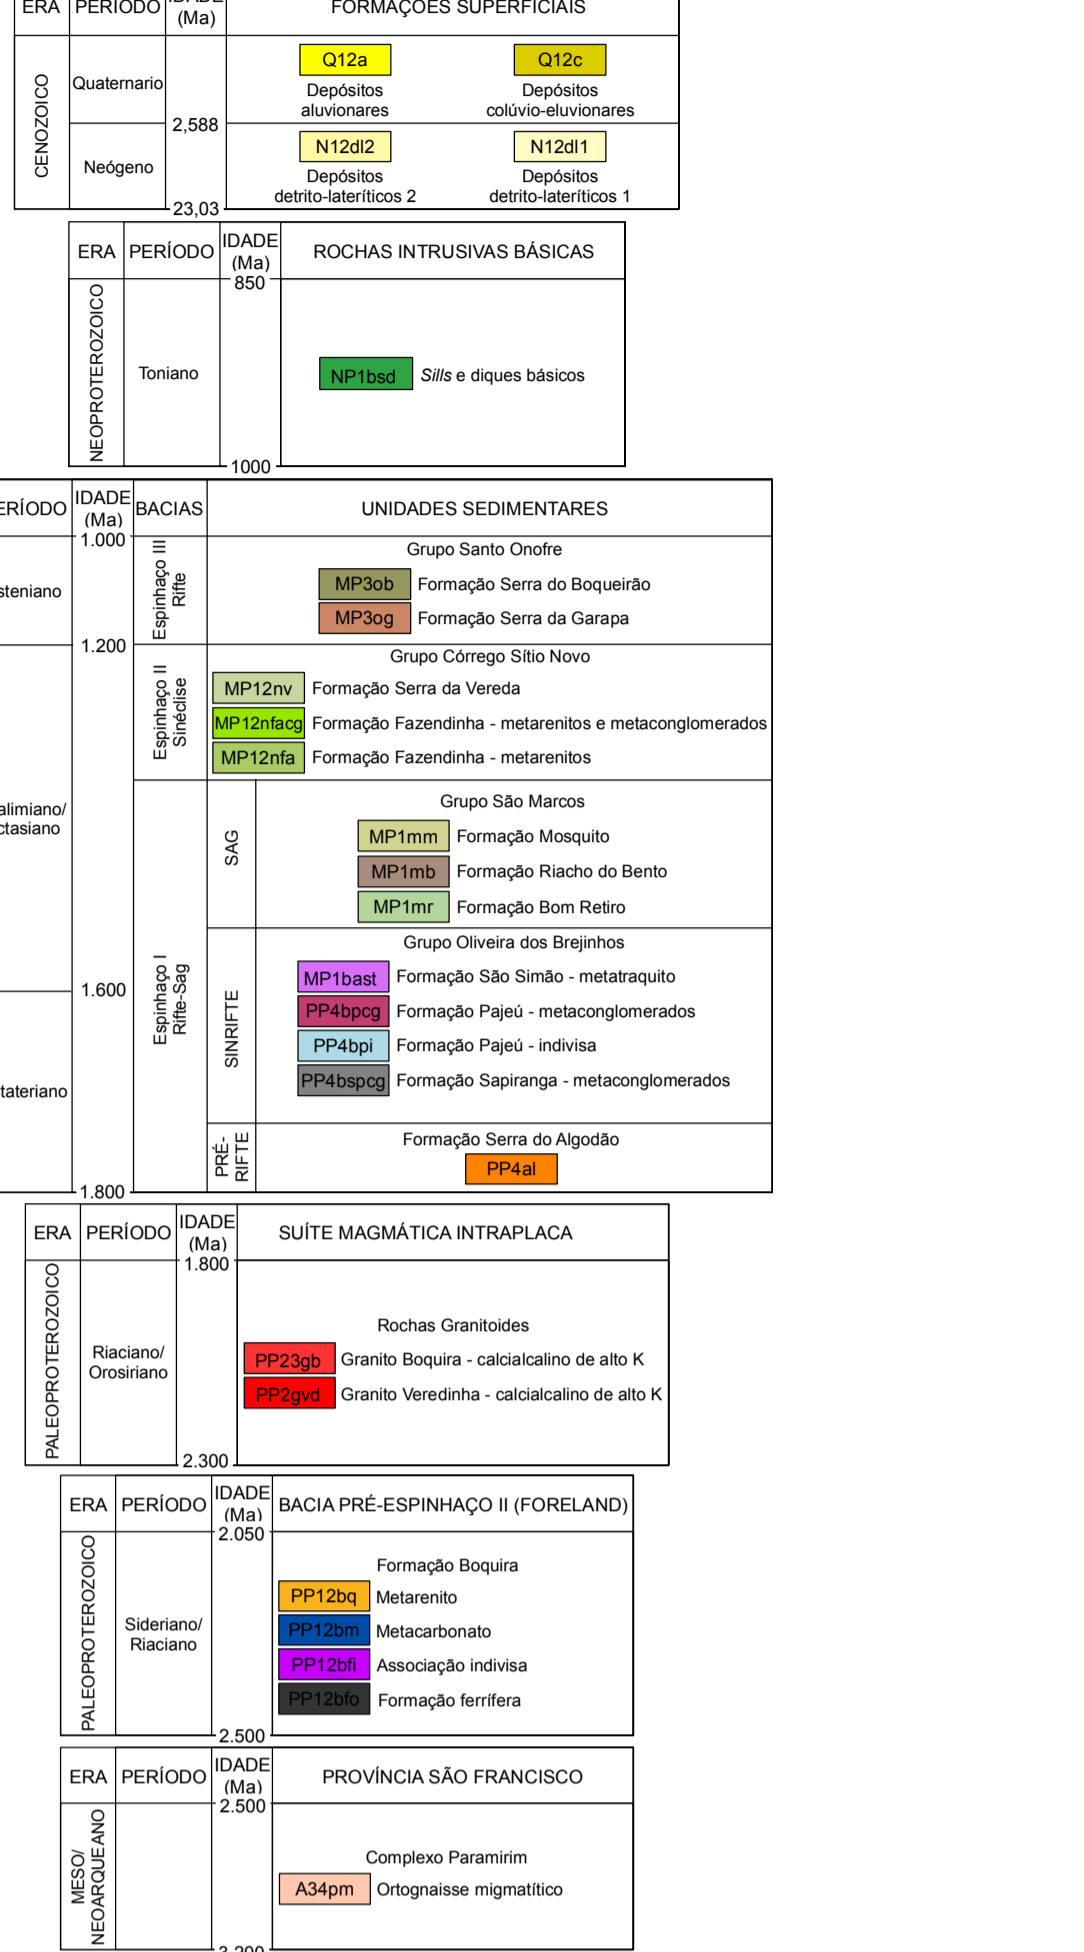 ERA PERÍODO (Ma) FORMAÇÕES SUPERFICIAIS
CENOZOICO
Quaternario
Q12a
Depósitos
aluvionares
Q12c
Depósitos
colúvio-eluvionares
2,588
Neógeno
N12dl2
Depósitos
detrito-lateríticos 2
N12dl1
Depósitos
detrito-lateríticos 1
23,03
ERA PERÍODO IDADE (Ma) ROCHAS INTRUSIVAS BÁSICAS
850
NEOPROTEROZOICO
Toniano
NP1bsd Sills e diques básicos
1000
IDADE (Ma) BACIAS UNIDADES SEDIMENTARES
1.000
steniano
Espinhaço III
Rifte
Grupo Santo Onofre
MP3ob Formação Serra do Boqueirão
MP3og Formação Serra da Garapa
1.200
Espinhaço II
Sinéclise
Grupo Córrego Sítio Novo
MP12nv Formação Serra da Vereda
MP12nfacg Formação Fazendinha - metarenitos e metaconglomerados
MP12nfa Formação Fazendinha - metarenitos
alimiano/
ctasiano
Espinhaço I
Rifte-Sag
SAG
Grupo São Marcos
MP1mm Formação Mosquito
MP1mb Formação Riacho do Bento
MP1mr Formação Bom Retiro
1.600
SINRIFTE
Grupo Oliveira dos Brejinhos
MP1bast Formação São Simão - metatraquito
PP4bpcg Formação Pajeú - metaconglomerados
PP4bpi Formação Pajeú - indivisa
PP4bspcg Formação Sapiranga - metaconglomerados
tateriano
PRÉ-
RIFTE
Formação Serra do Algodão
PP4al
1.800
ERA PERÍODO IDADE (Ma) SUÍTE MAGMÁTICA INTRAPLACA
1.800
PALEOPROTEROZOICO
Riaciano/
Orosiriano
Rochas Granitoides
PP23gb Granito Boquira - calcialcalino de alto K
PP2gvd Granito Veredinha - calcialcalino de alto K
2.300
ERA PERÍODO IDADE (Ma) BACIA PRÉ-ESPINHAÇO II (FORELAND)
2.050
PALEOPROTEROZOICO
Sideriano/
Riaciano
Formação Boquira
PP12bq Metarenito
PP12bm Metacarbonato
PP12bfi Associação indivisa
PP12bfo Formação ferrífera
2.500
ERA PERÍODO IDADE (Ma) PROVÍNCIA SÃO FRANCISCO
2.500
MESO/
NEOARQUEANO
Complexo Paramirim
A34pm Ortognaisse migmatítico
3.200